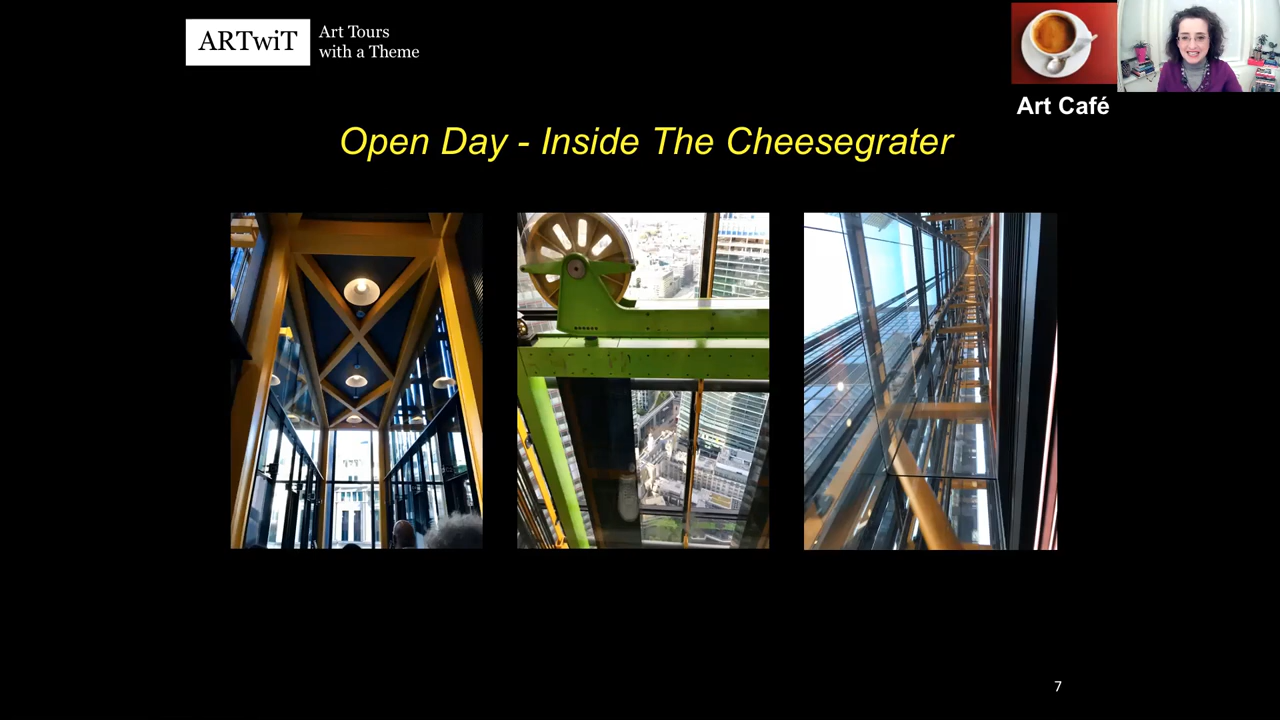 ARTwiT
Art Tours
with a Theme
Art Café
Open Day - Inside The Cheesegrater
7